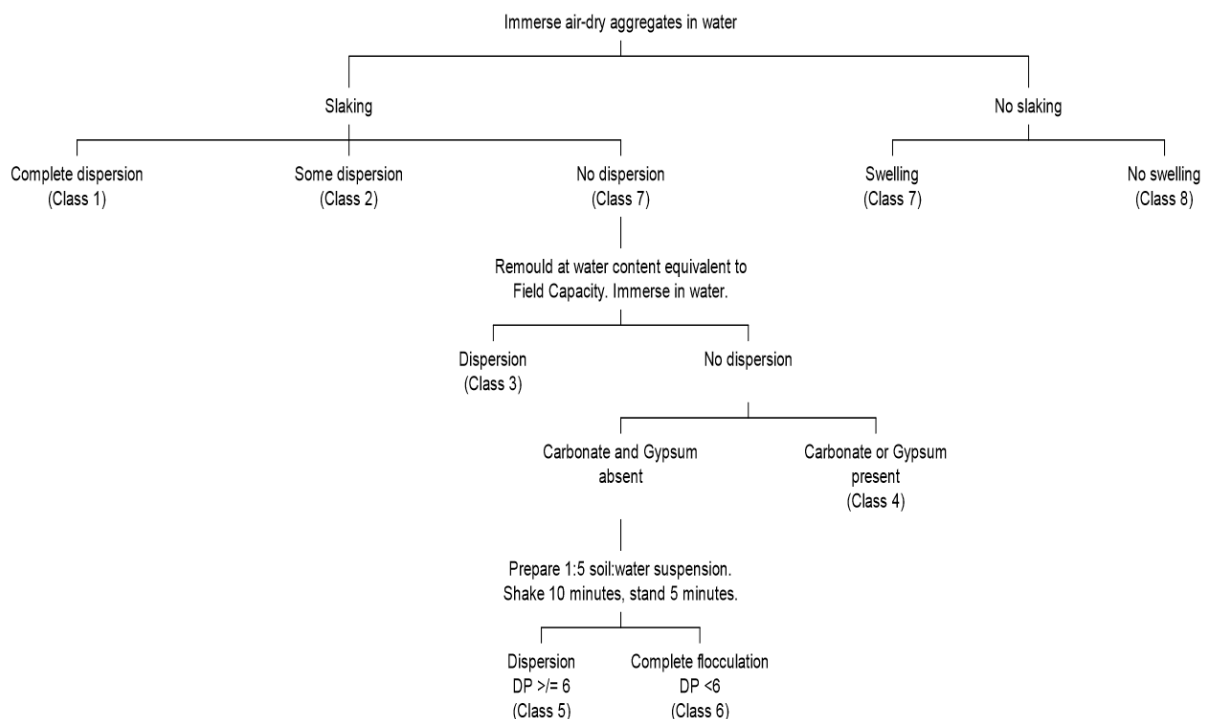 Immerse air-dry aggregates in water
Slaking
No slaking
Complete dispersion
(Class 1)
Some dispersion
(Class 2)
No dispersion
(Class 7)
Swelling
(Class 7)
No swelling
(Class 8)
Remould at water content equivalent to
Field Capacity. Immerse in water.
Dispersion
(Class 3)
No dispersion
Carbonate and Gypsum
absent
Carbonate or Gypsum
present
(Class 4)
Prepare 1:5 soil:water suspension.
Shake 10 minutes, stand 5 minutes.
Dispersion
DP >/= 6
(Class 5)
Complete flocculation
DP <6
(Class 6)